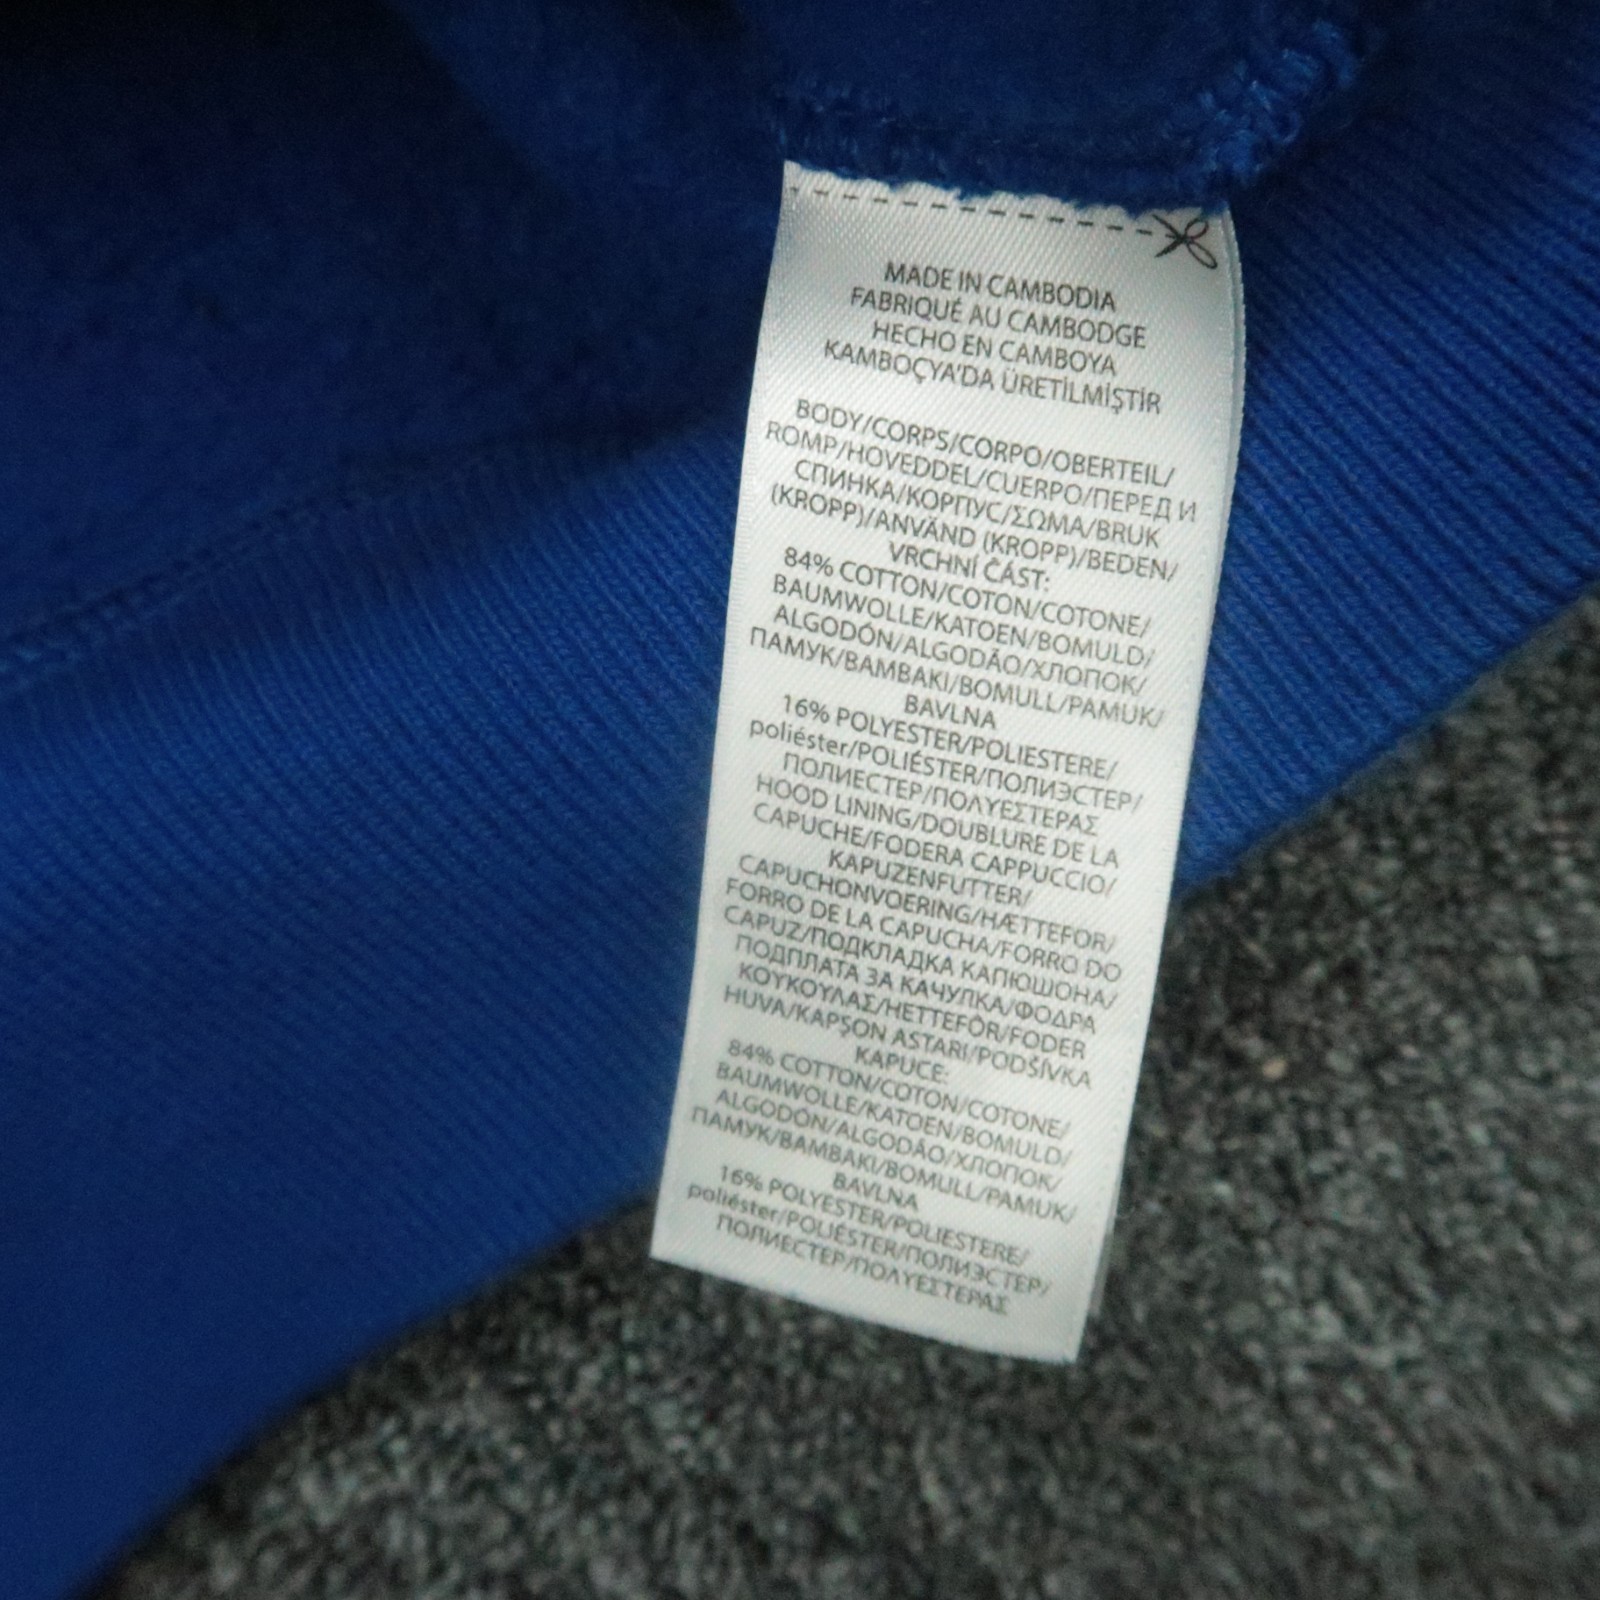 MADE IN CAMBODIA
FABRIQUÉ AU CAMBODGE
HECHO EN CAMBOYA
KAMBOÇYA'DA ÜRETİLMİŞTİR
BODY/CORPS/CORPO/OBERTEIL/
ROMP/HOVEDDEL/CUERPO/ПЕРЕД И
СПИНКА/КОРПУС/ΣΩΜΑ/BRUK
(KROPP)/ANVÄND (KROPP)/BEDEN/
VRCHNÍ ČÁST:
84% COTTON/COTON/COTONE/
BAUMWOLLE/KATOEN/BOMULD/
ALGODÓN/ALGODÃO/ХЛОПОК/
ПАМУК/BAMBAKI/BOMULL/PAMUK/
BAVLNA
16% POLYESTER/POLIESTERE/
poliéster/POLIÉSTER/ПОЛИЭСТЕР/
ПОЛИЕСТЕР/ΠΟΛΥΕΣΤΕΡΑΣ
HOOD LINING/DOUBLURE DE LA
CAPUCHE/FODERA CAPPUCCIO/
KAPUZENFUTTER/
CAPUCHONVOERING/HÆTTEFOR/
FORRO DE LA CAPUCHA/FORRO DO
CAPUZ/ПОДКЛАДКА КАПЮШОНА/
ПОДПЛАТА ЗА КАЧУЛКА/ΦΟΔΡΑ
ΚΟΥΚΟΥΛΑΣ/HETTEFÔR/FODER
HUVA/KAPŞON ASTARI/PODŠÍVKA
KAPUCE:
84% COTTON/COTON/COTONE/
BAUMWOLLE/KATOEN/BOMULD/
ALGODÓN/ALGODÃO/ХЛОПОК/
ПАМУК/BAMBAKI/BOMULL/PAMUK/
BAVLNA
16% POLYESTER/POLIESTERE/
poliéster/POLIÉSTER/ПОЛИЭСТЕР/
ПОЛИЕСТЕР/ΠΟΛΥΕΣΤΕΡΑΣ